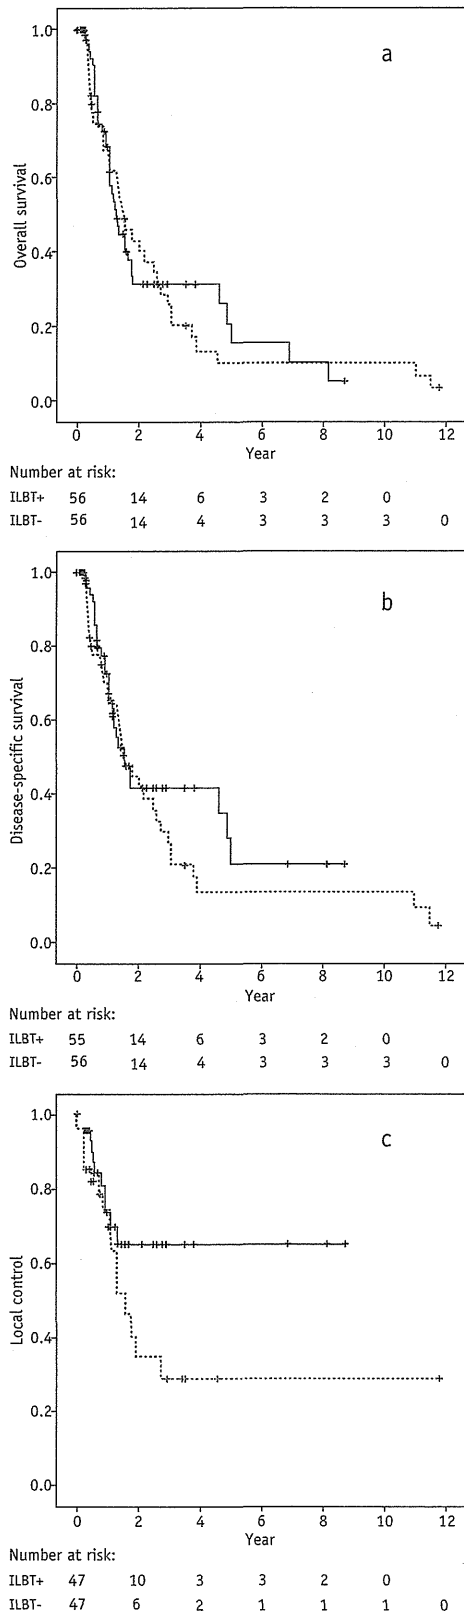 a
1.0
0.8
0.6
0.4
0.2
0.0
Overall survival
0 2 4 6 8 10 12
Year
Number at risk:
ILBT+ 56 14 6 3 2 0
ILBT- 56 14 4 3 3 3 0
b
1.0
0.8
0.6
0.4
0.2
0.0
Disease-specific survival
0 2 4 6 8 10 12
Year
Number at risk:
ILBT+ 55 14 6 3 2 0
ILBT- 56 14 4 3 3 3 0
c
1.0
0.8
0.6
0.4
0.2
0.0
Local control
0 2 4 6 8 10 12
Year
Number at risk:
ILBT+ 47 10 3 3 2 0
ILBT- 47 6 2 1 1 1 0